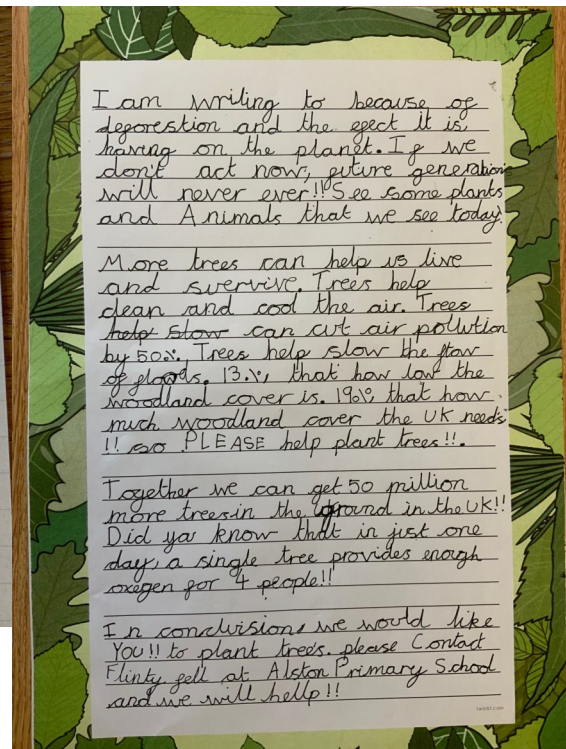 I am writing to because of
deforestion and the efect it is
having on the planet. If we
don't act now, future generations
will never ever!! See some plants
and Animals that we see today.
More trees can help us live
and suervive. Trees help
clean and cool the air. Trees
help slow can cut air polution
by 50%, Trees help slow the flow
of floods. 13%, that how low the
woodland cover is. 19%, that how
much woodland cover the UK needs
!! so PLEASE help plant trees!!.
Together we can get 50 million
more trees in the ground in the UK!!
Did ya know that in jist one
day, a single tree provides enogh
oxegen for 4 people!!
In conclusion, we would like
YOU!! to plant trees. please Contact
Flinty fell at Alston Primary School
and we will hellp!!
twinkl.com